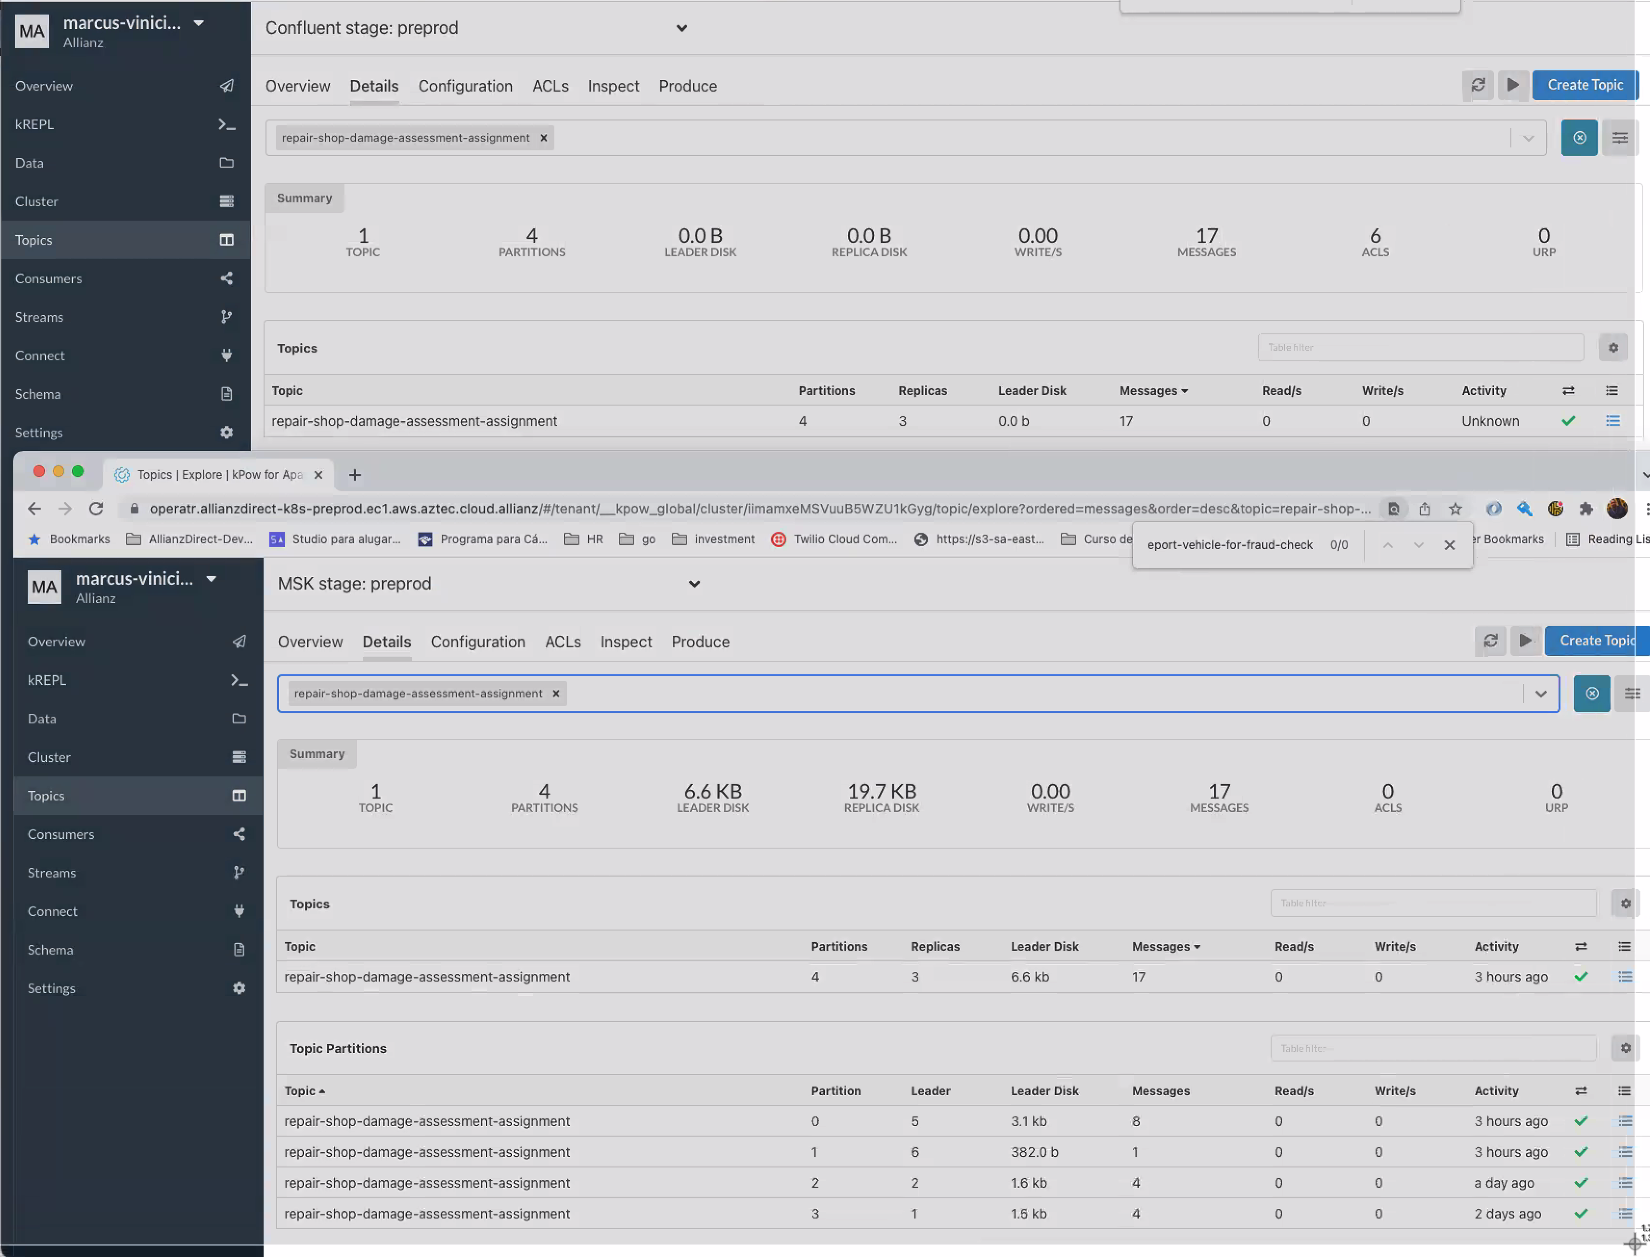 MA marcus-vinici...
Allianz
Confluent stage: preprod
Overview
kREPL
Data
Cluster
Topics
Consumers
Streams
Connect
Schema
Settings
Overview Details Configuration ACLs Inspect Produce Create Topic
repair-shop-damage-assessment-assignment
Summary
1 4 0.0 B 0.0 B 0.00 17 6 0
TOPIC PARTITIONS LEADER DISK REPLICA DISK WRITE/S MESSAGES ACLS URP
Topics Table filter
Topic Partitions Replicas Leader Disk Messages Read/s Write/s Activity
repair-shop-damage-assessment-assignment 4 3 0.0 b 17 0 0 Unknown
Topics | Explore | kPow for Apa
operatr.allianzdirect-k8s-preprod.ec1.aws.aztec.cloud.allianz/#/tenant/__kpow_global/cluster/iimamxeMSVuuB5WZU1kGyg/topic/explore?ordered=messages&order=desc&topic=repair-shop-...
Bookmarks AllianzDirect-Dev... Studio para alugar... Programa para Cá... HR go investment Twilio Cloud Com... https://s3-sa-east... Curso de er Bookmarks Reading Lis
eport-vehicle-for-fraud-check 0/0
MA marcus-vinici...
Allianz
MSK stage: preprod
Overview
kREPL
Data
Cluster
Topics
Consumers
Streams
Connect
Schema
Settings
Overview Details Configuration ACLs Inspect Produce Create Topic
repair-shop-damage-assessment-assignment
Summary
1 4 6.6 KB 19.7 KB 0.00 17 0 0
TOPIC PARTITIONS LEADER DISK REPLICA DISK WRITE/S MESSAGES ACLS URP
Topics Table filter
Topic Partitions Replicas Leader Disk Messages Read/s Write/s Activity
repair-shop-damage-assessment-assignment 4 3 6.6 kb 17 0 0 3 hours ago
Topic Partitions Table filter
Topic Partition Leader Leader Disk Messages Read/s Write/s Activity
repair-shop-damage-assessment-assignment 0 5 3.1 kb 8 0 0 3 hours ago
repair-shop-damage-assessment-assignment 1 6 382.0 b 1 0 0 3 hours ago
repair-shop-damage-assessment-assignment 2 2 1.6 kb 4 0 0 a day ago
repair-shop-damage-assessment-assignment 3 1 1.6 kb 4 0 0 2 days ago